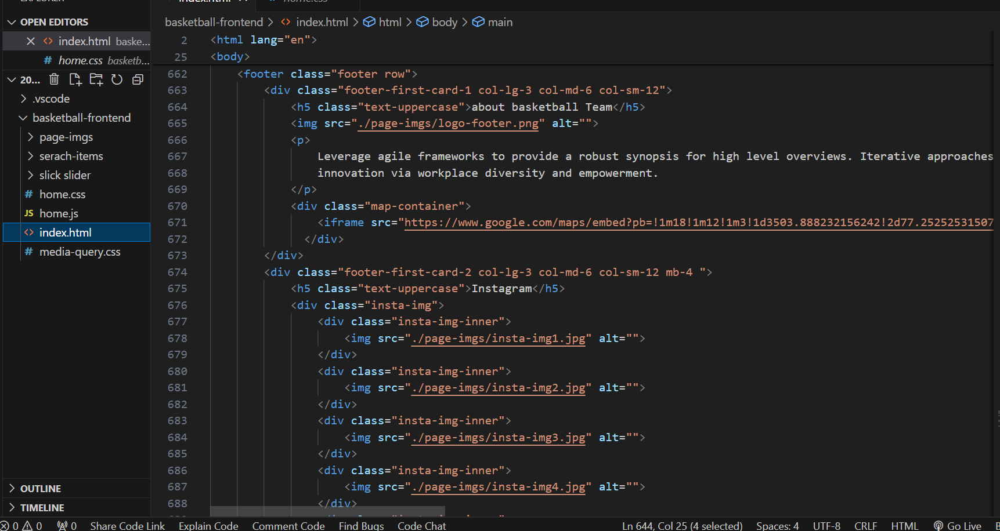 OPEN EDITORS
index.html baske...
home.css basketb...
20...
.vscode
basketball-frontend
page-imgs
serach-items
slick slider
home.css
JS home.js
index.html
media-query.css
OUTLINE
TIMELINE
basketball-frontend > index.html > html > body > main
2 <html lang="en">
25 <body>
662 <footer class="footer row">
663 <div class="footer-first-card-1 col-lg-3 col-md-6 col-sm-12">
664 <h5 class="text-uppercase">about basketball Team</h5>
665 <img src="./page-imgs/logo-footer.png" alt="">
666 <p>
667 Leverage agile frameworks to provide a robust synopsis for high level overviews. Iterative approaches
668 innovation via workplace diversity and empowerment.
669 </p>
670 <div class="map-container">
671 <iframe src="https://www.google.com/maps/embed?pb=!1m18!1m12!1m3!1d3503.888232156242!2d77.25252531507
672 </div>
673 </div>
674 <div class="footer-first-card-2 col-lg-3 col-md-6 col-sm-12 mb-4 ">
675 <h5 class="text-uppercase">Instagram</h5>
676 <div class="insta-img">
677 <div class="insta-img-inner">
678 <img src="./page-imgs/insta-img1.jpg" alt="">
679 </div>
680 <div class="insta-img-inner">
681 <img src="./page-imgs/insta-img2.jpg" alt="">
682 </div>
683 <div class="insta-img-inner">
684 <img src="./page-imgs/insta-img3.jpg" alt="">
685 </div>
686 <div class="insta-img-inner">
687 <img src="./page-imgs/insta-img4.jpg" alt="">
688 </div>
0 0 0 Share Code Link Explain Code Comment Code Find Bugs Code Chat Ln 644, Col 25 (4 selected) Spaces: 4 UTF-8 CRLF HTML Go Live